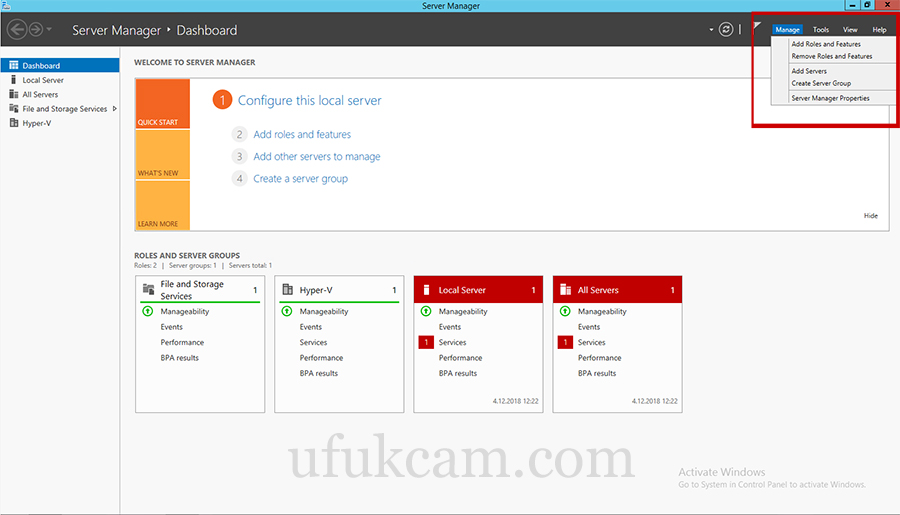 Server Manager
Server Manager Dashboard
Manage Tools View Help
Add Roles and Features
Remove Roles and Features
Add Servers
Create Server Group
Server Manager Properties
Dashboard
Local Server
All Servers
File and Storage Services
Hyper-V
WELCOME TO SERVER MANAGER
QUICK START
WHAT'S NEW
LEARN MORE
1 Configure this local server
2 Add roles and features
3 Add other servers to manage
4 Create a server group
Hide
ROLES AND SERVER GROUPS
Roles: 2 | Server groups: 1 | Servers total: 1
File and Storage
Services
1
Manageability
Events
Performance
BPA results
Hyper-V 1
Manageability
Events
Services
Performance
BPA results
Local Server 1
Manageability
Events
1 Services
Performance
BPA results
4.12.2018 12:22
All Servers 1
Manageability
Events
1 Services
Performance
BPA results
4.12.2018 12:22
ufukcam.com
Activate Windows
Go to System in Control Panel to activate Windows.